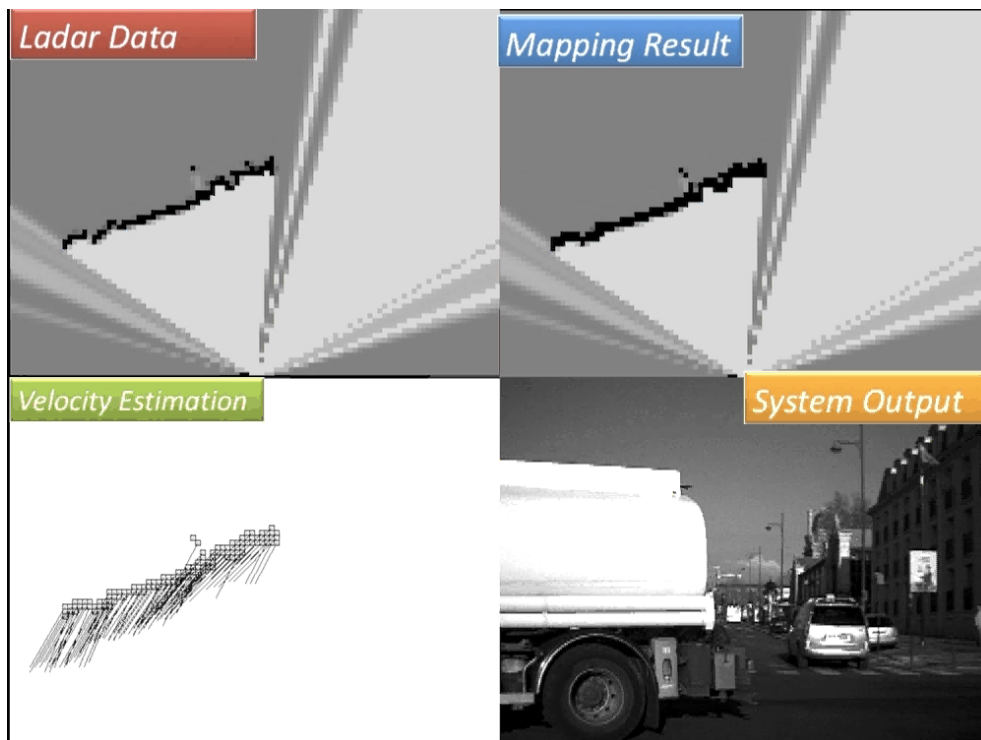 Ladar Data
Mapping Result
Velocity Estimation
System Output